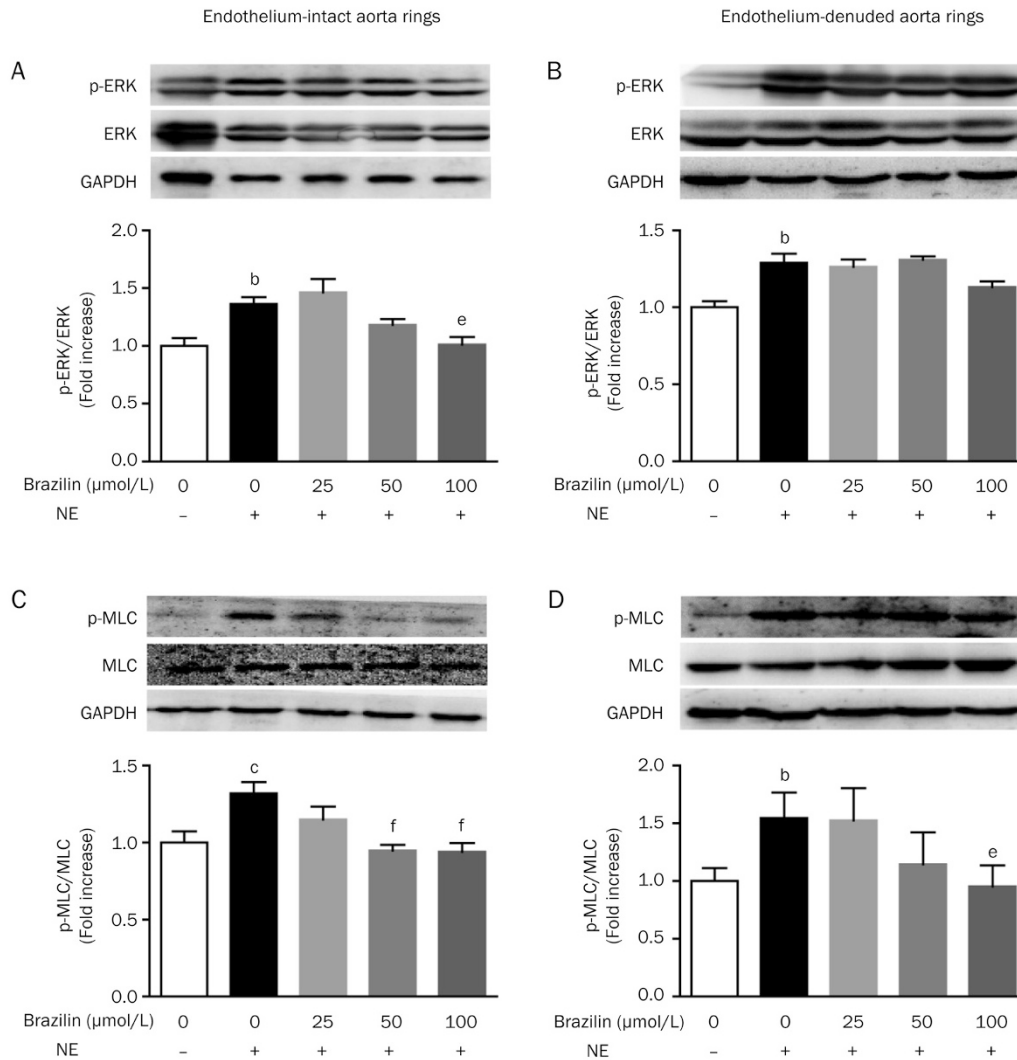 Endothelium-intact aorta rings
Endothelium-denuded aorta rings
A
p-ERK
ERK
GAPDH
2.0
1.5
1.0
0.5
0.0
p-ERK/ERK
(Fold increase)
b
e
Brazilin (μmol/L) 0 0 25 50 100
NE – + + + +
B
p-ERK
ERK
GAPDH
1.5
1.0
0.5
0.0
p-ERK/ERK
(Fold increase)
b
Brazilin (μmol/L) 0 0 25 50 100
NE – + + + +
C
p-MLC
MLC
GAPDH
1.5
1.0
0.5
0.0
p-MLC/MLC
(Fold increase)
c
f f
Brazilin (μmol/L) 0 0 25 50 100
NE – + + + +
D
p-MLC
MLC
GAPDH
2.0
1.5
1.0
0.5
0.0
p-MLC/MLC
(Fold increase)
b
e
Brazilin (μmol/L) 0 0 25 50 100
NE – + + + +